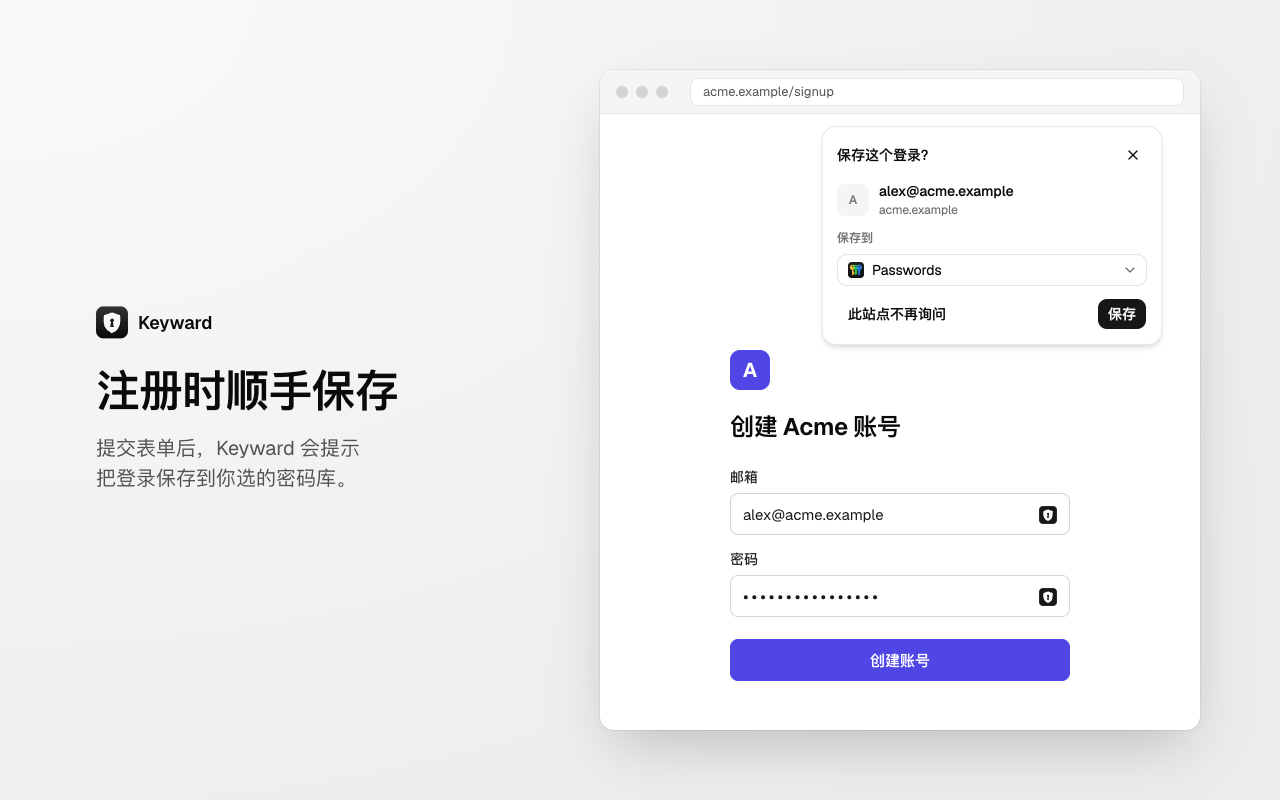 Keyward
注册时顺手保存
提交表单后，Keyward 会提示
把登录保存到你选的密码库。
acme.example/signup
保存这个登录?
A
alex@acme.example
acme.example
保存到
Passwords
此站点不再询问
保存
A
创建 Acme 账号
邮箱
alex@acme.example
密码
••••••••••••••••
创建账号